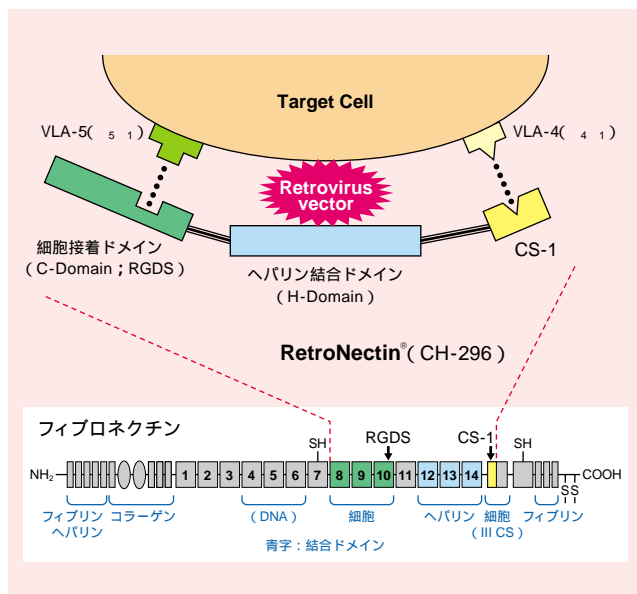 Target Cell
VLA-5( 5 1)
VLA-4( 4 1)
Retrovirus
vector
細胞接着ドメイン
(C-Domain;RGDS)
ヘパリン結合ドメイン
(H-Domain)
CS-1
RetroNectin®(CH-296)
フィブロネクチン
RGDS
CS-1
SH
SH
NH₂
1 2 3 4 5 6 7 8 9 10 11 12 13 14
COOH
S S
フィブリン
ヘパリン
コラーゲン
(DNA)
細胞
ヘパリン
細胞
(III CS)
フィブリン
青字:結合ドメイン